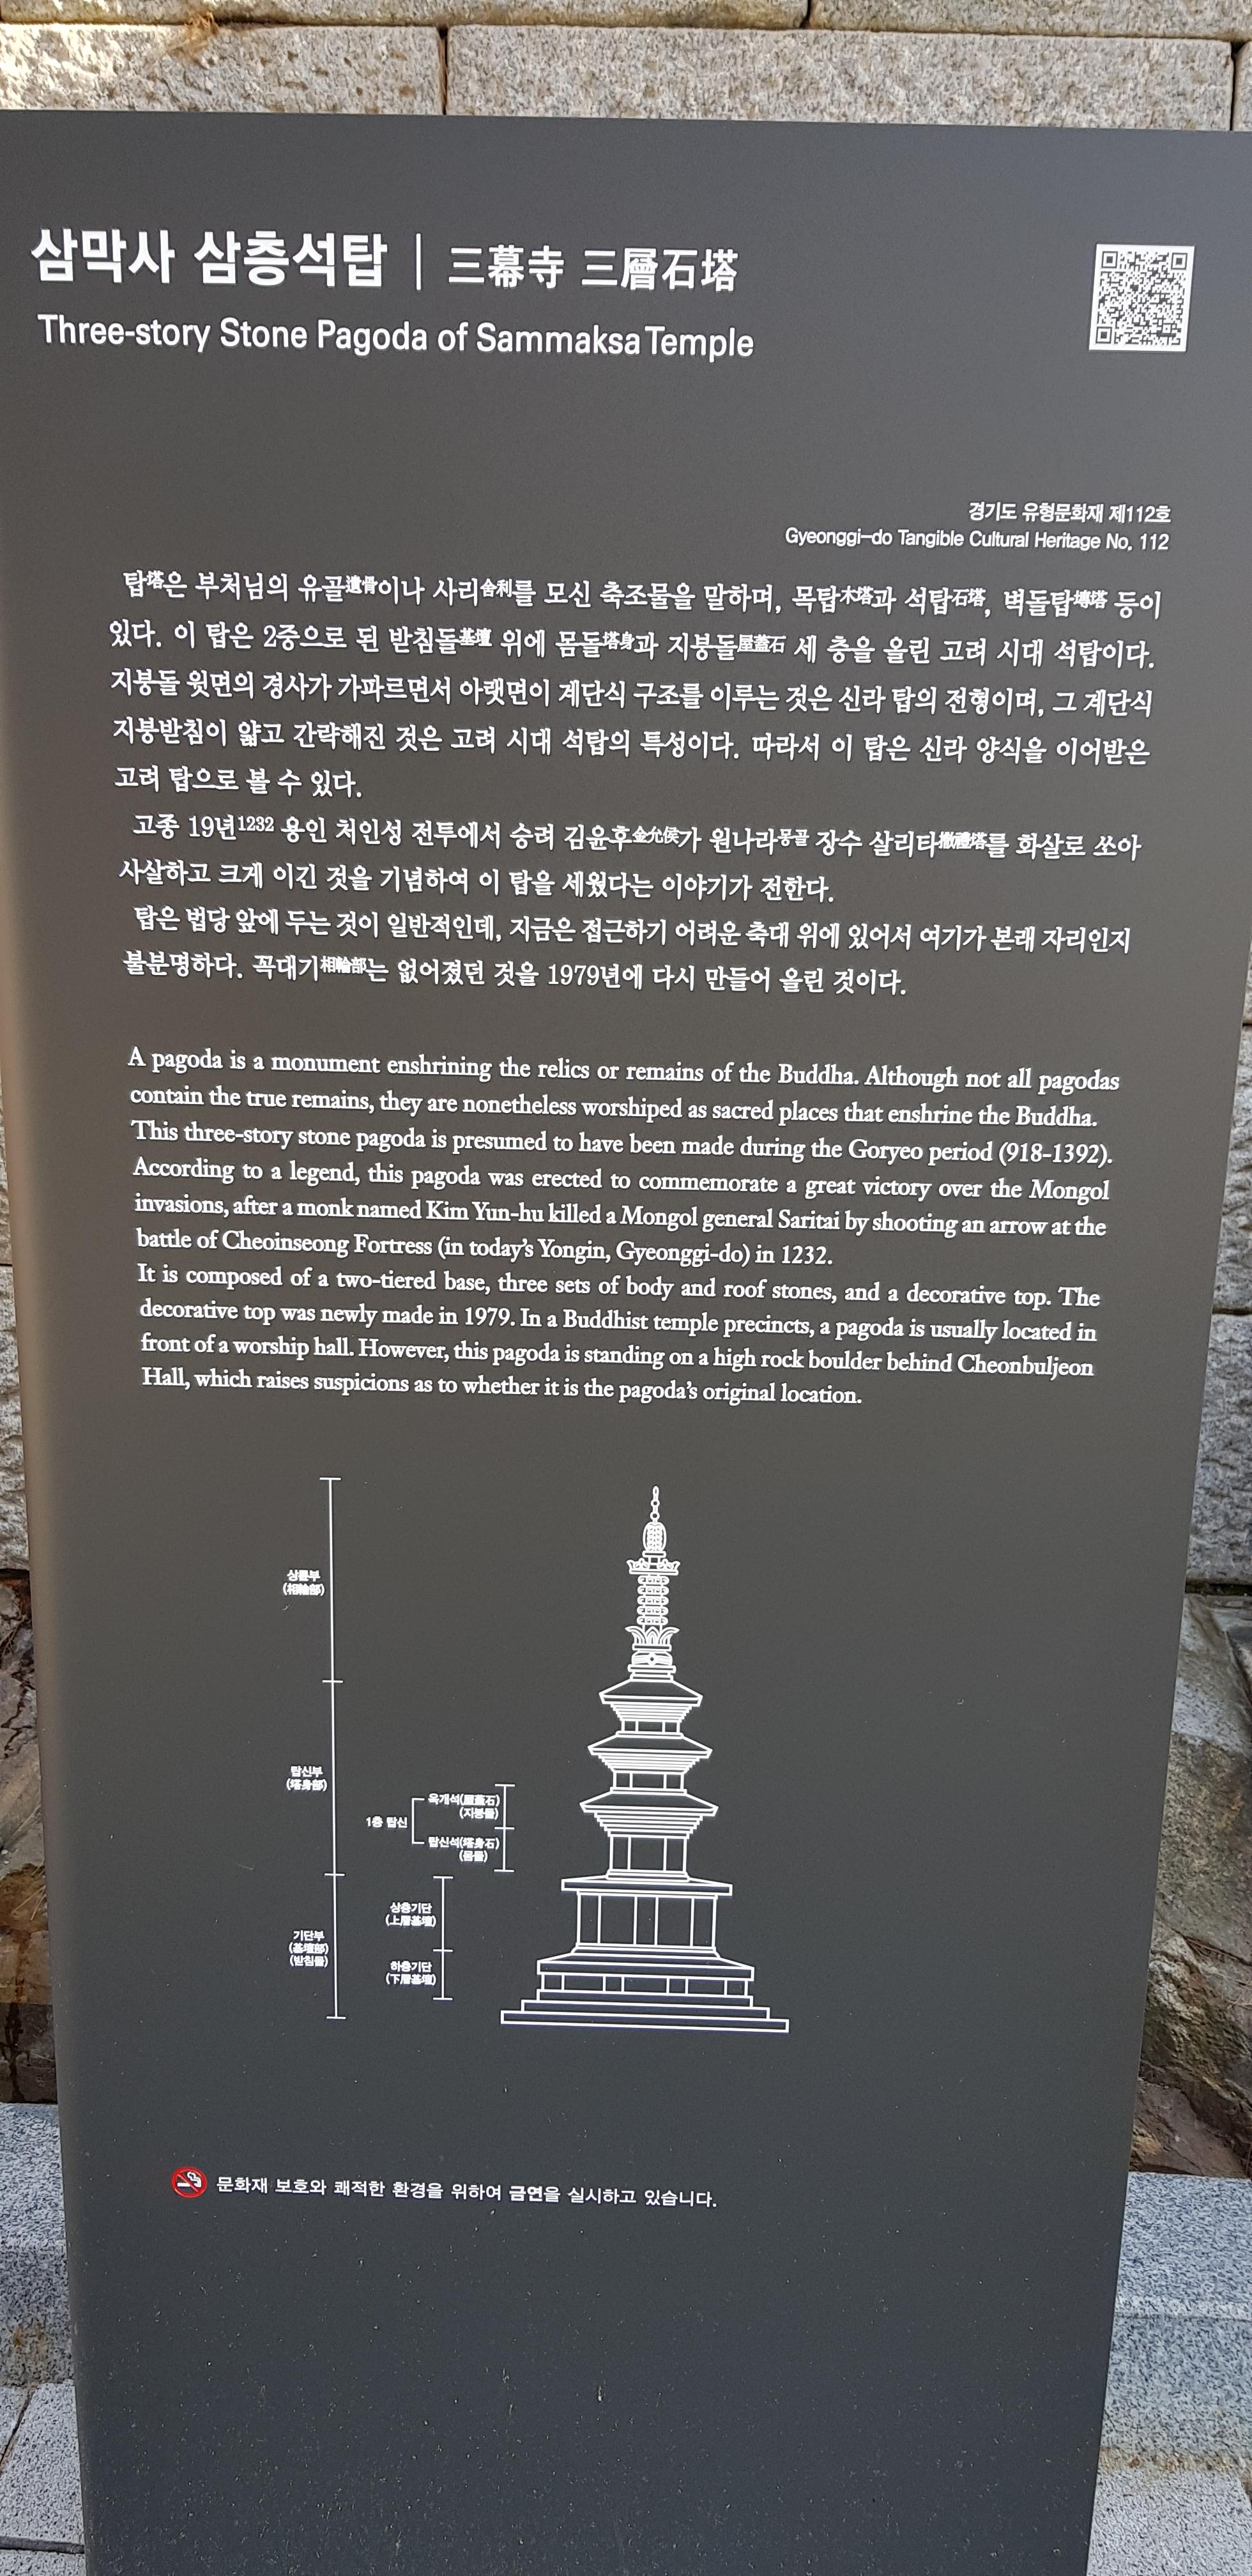 삼막사 삼층석탑 | 三幕寺 三層石塔
Three-story Stone Pagoda of Sammaksa Temple
경기도 유형문화재 제112호
Gyeonggi-do Tangible Cultural Heritage No. 112
탑塔은 부처님의 유골遺骨이나 사리舍利를 모신 축조물을 말하며, 목탑木塔과 석탑石塔, 벽돌탑塼塔 등이
있다. 이 탑은 2중으로 된 받침돌基壇 위에 몸돌塔身과 지붕돌屋蓋石 세 층을 올린 고려 시대 석탑이다.
지붕돌 윗면의 경사가 가파르면서 아랫면이 계단식 구조를 이루는 것은 신라 탑의 전형이며, 그 계단식
지붕받침이 얇고 간략해진 것은 고려 시대 석탑의 특성이다. 따라서 이 탑은 신라 양식을 이어받은
고려 탑으로 볼 수 있다.
고종 19년1232 용인 처인성 전투에서 승려 김윤후金允侯가 원나라몽골 장수 살리타撒禮塔를 화살로 쏘아
사살하고 크게 이긴 것을 기념하여 이 탑을 세웠다는 이야기가 전한다.
탑은 법당 앞에 두는 것이 일반적인데, 지금은 접근하기 어려운 축대 위에 있어서 여기가 본래 자리인지
불분명하다. 꼭대기相輪部는 없어졌던 것을 1979년에 다시 만들어 올린 것이다.
A pagoda is a monument enshrining the relics or remains of the Buddha. Although not all pagodas
contain the true remains, they are nonetheless worshiped as sacred places that enshrine the Buddha.
This three-story stone pagoda is presumed to have been made during the Goryeo period (918-1392).
According to a legend, this pagoda was erected to commemorate a great victory over the Mongol
invasions, after a monk named Kim Yun-hu killed a Mongol general Saritai by shooting an arrow at the
battle of Cheoinseong Fortress (in today's Yongin, Gyeonggi-do) in 1232.
It is composed of a two-tiered base, three sets of body and roof stones, and a decorative top. The
decorative top was newly made in 1979. In a Buddhist temple precincts, a pagoda is usually located in
front of a worship hall. However, this pagoda is standing on a high rock boulder behind Cheonbuljeon
Hall, which raises suspicions as to whether it is the pagoda's original location.
상륜부
(相輪部)
탑신부
(塔身部)
1층 탑신
옥개석(屋蓋石)
(지붕돌)
탑신석(塔身石)
(몸돌)
기단부
(基壇部)
(받침돌)
상층기단
(上層基壇)
하층기단
(下層基壇)
문화재 보호와 쾌적한 환경을 위하여 금연을 실시하고 있습니다.